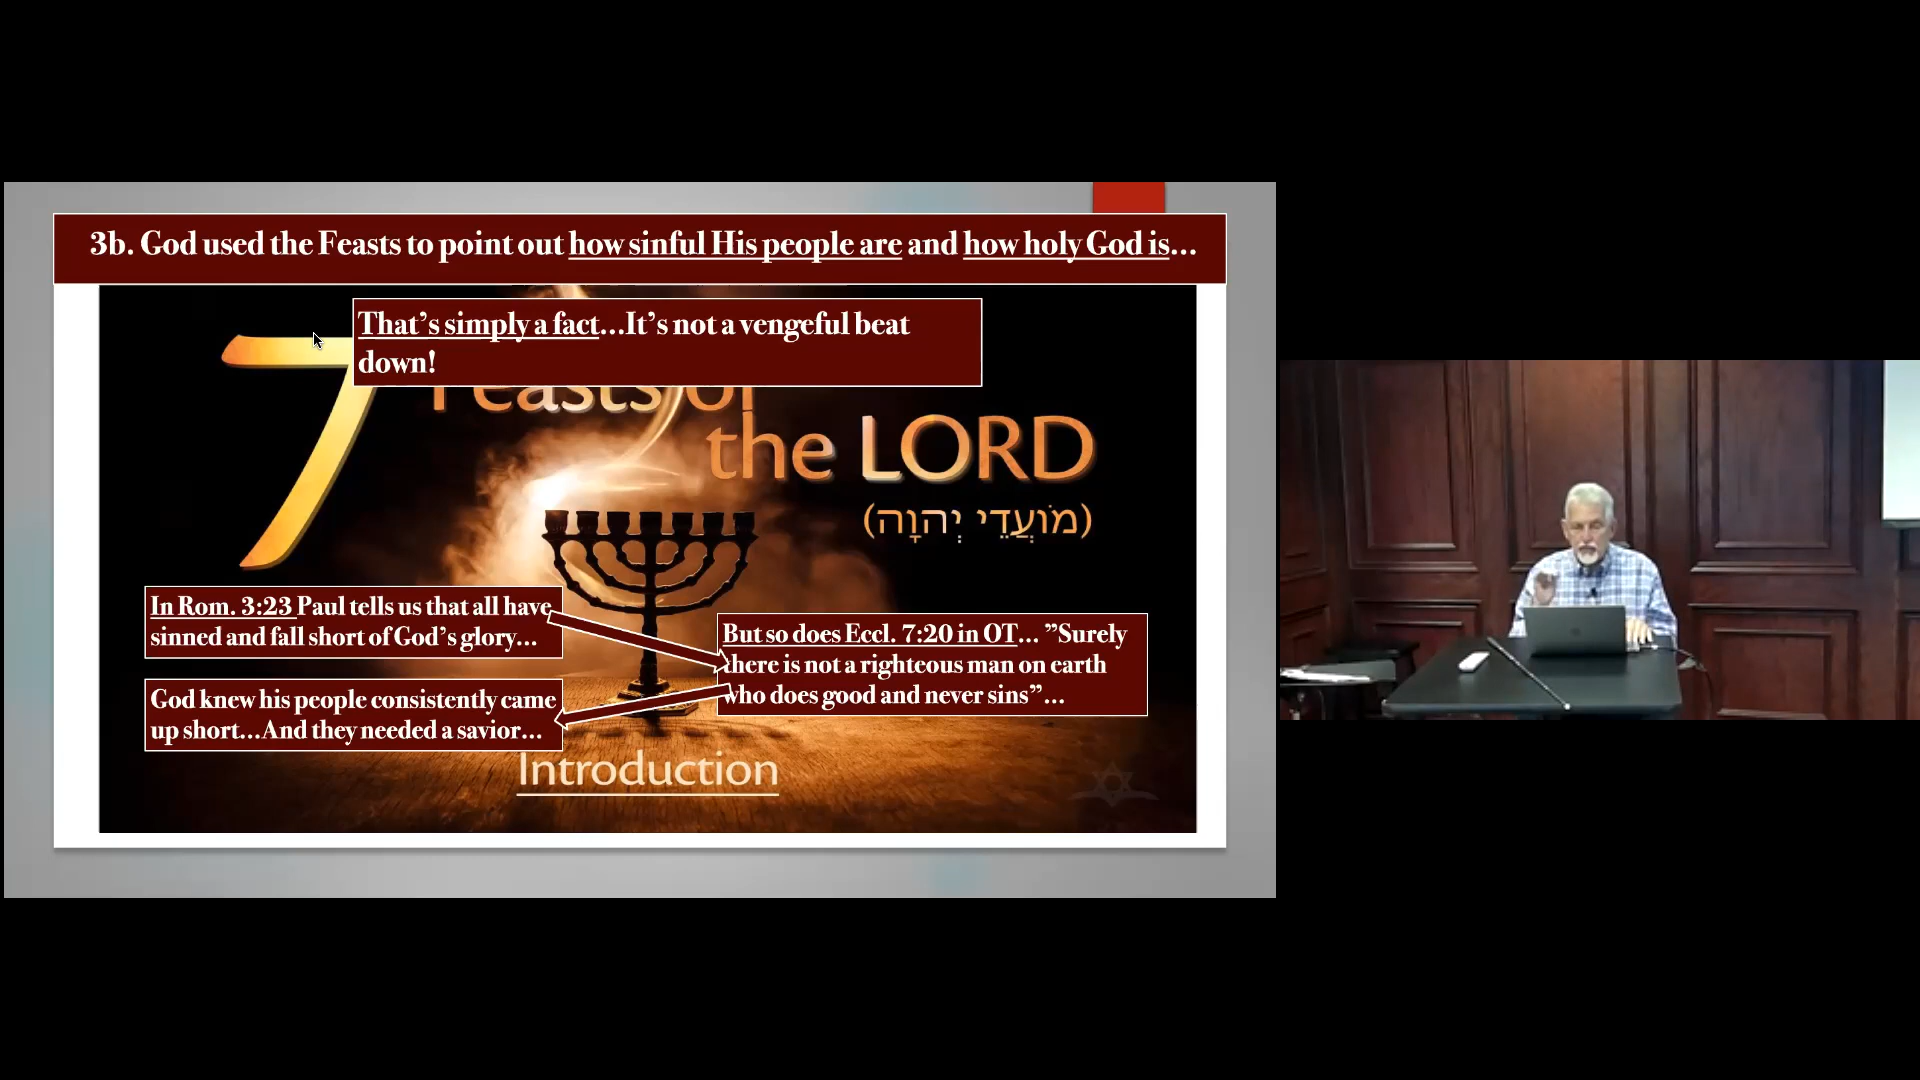 3b. God used the Feasts to point out how sinful His people are and how holy God is...
That's simply a fact...It's not a vengeful beat
down!
7
Feasts of
the LORD
(מֹועֲדֵי יְהוָה)
In Rom. 3:23 Paul tells us that all have
sinned and fall short of God's glory...
But so does Eccl. 7:20 in OT... ”Surely
there is not a righteous man on earth
who does good and never sins”...
God knew his people consistently came
up short...And they needed a savior...
Introduction